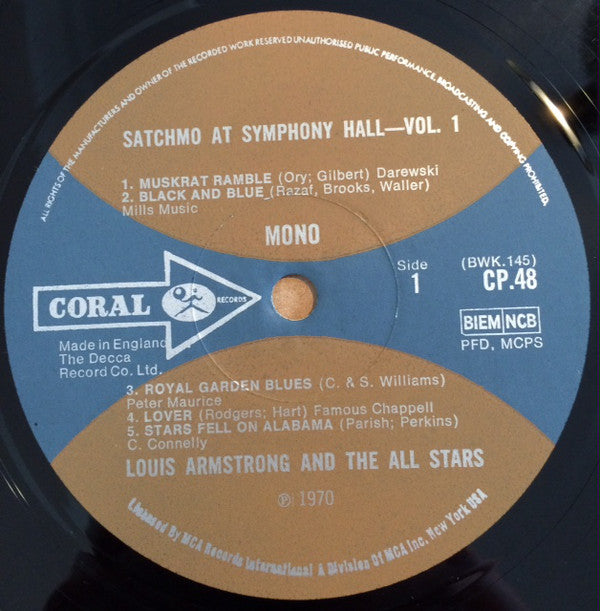 ALL RIGHTS OF THE MANUFACTURERS AND OWNER OF THE RECORDED WORK RESERVED UNAUTHORISED PUBLIC PERFORMANCE, BROADCASTING AND COPYING PROHIBITED.
SATCHMO AT SYMPHONY HALL—VOL. 1
1. MUSKRAT RAMBLE (Ory; Gilbert) Darewski
2. BLACK AND BLUE (Razaf, Brooks, Waller)
Mills Music
MONO
Side
1
(BWK.145)
CP.48
CORAL
RECORDS
BIEM NCB
PFD, MCPS
Made in England
The Decca
Record Co. Ltd.
3. ROYAL GARDEN BLUES (C. & S. Williams)
Peter Maurice
4. LOVER (Rodgers; Hart) Famous Chappell
5. STARS FELL ON ALABAMA (Parish; Perkins)
C. Connelly
LOUIS ARMSTRONG AND THE ALL STARS
℗ 1970
Licensed By MCA Records International A Division Of MCA Inc. New York USA